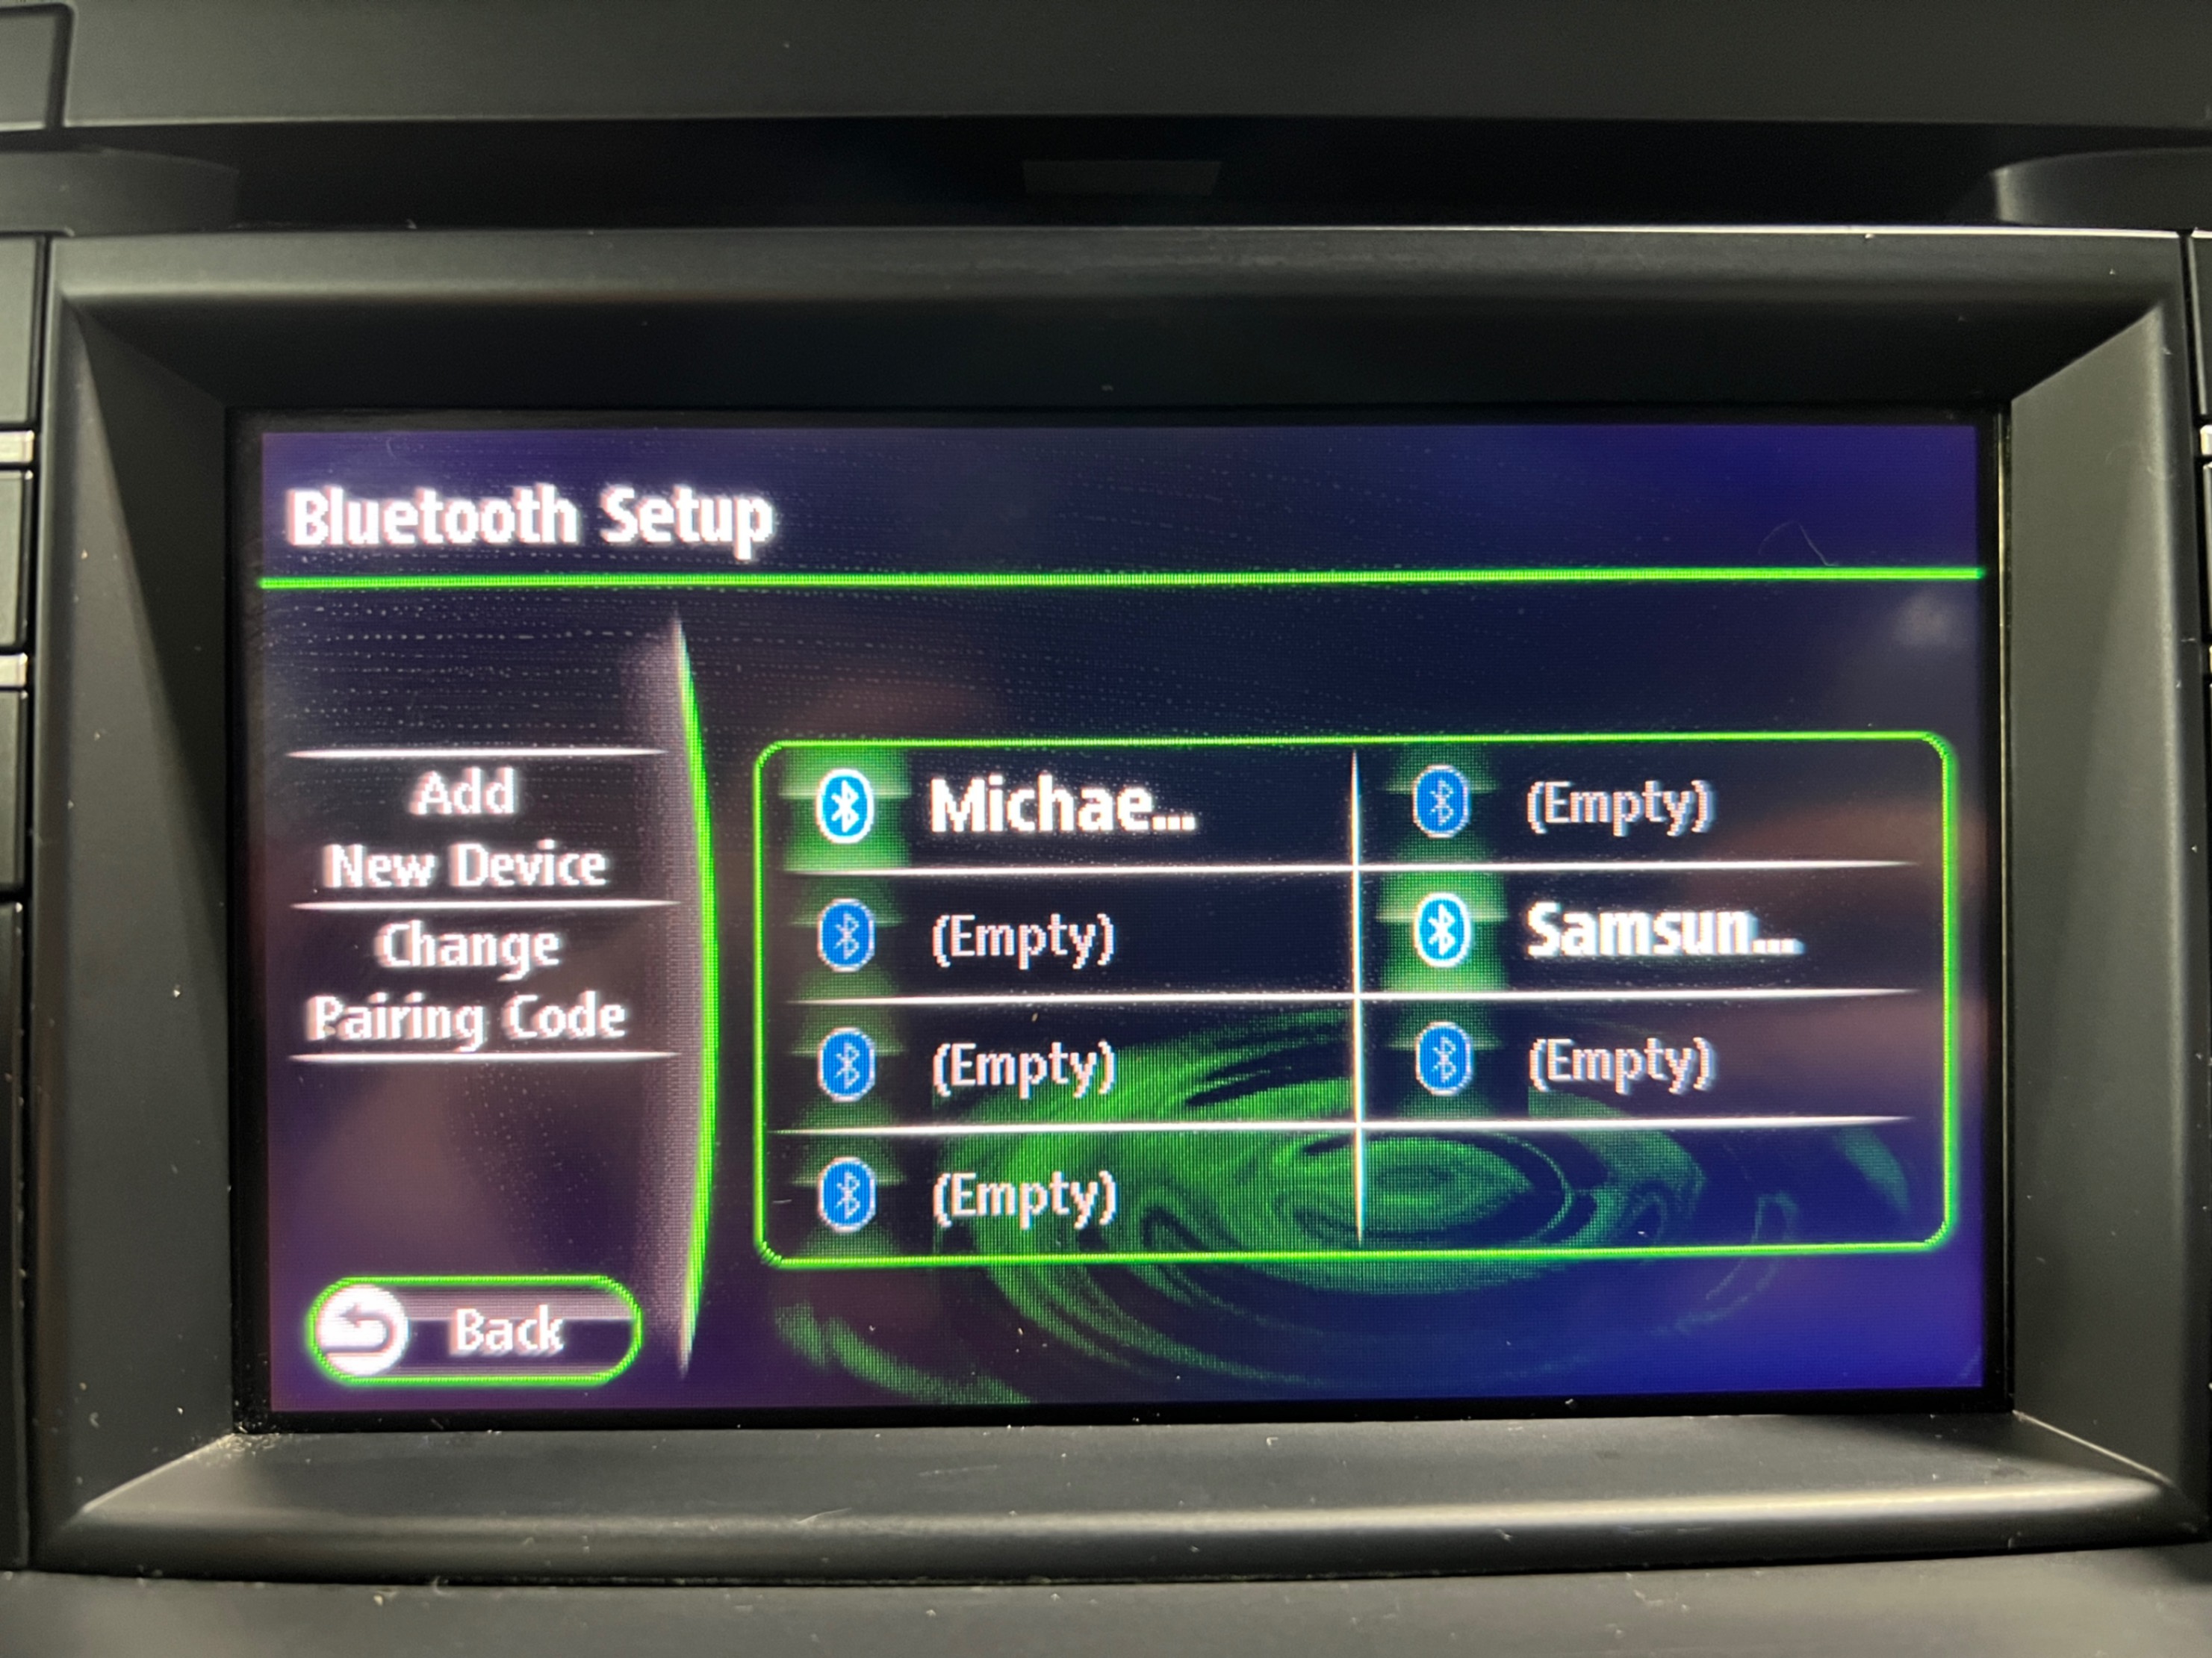 Bluetooth Setup
Add
New Device
Change
Pairing Code
Back
Michae...
(Empty)
(Empty)
(Empty)
(Empty)
Samsun...
(Empty)